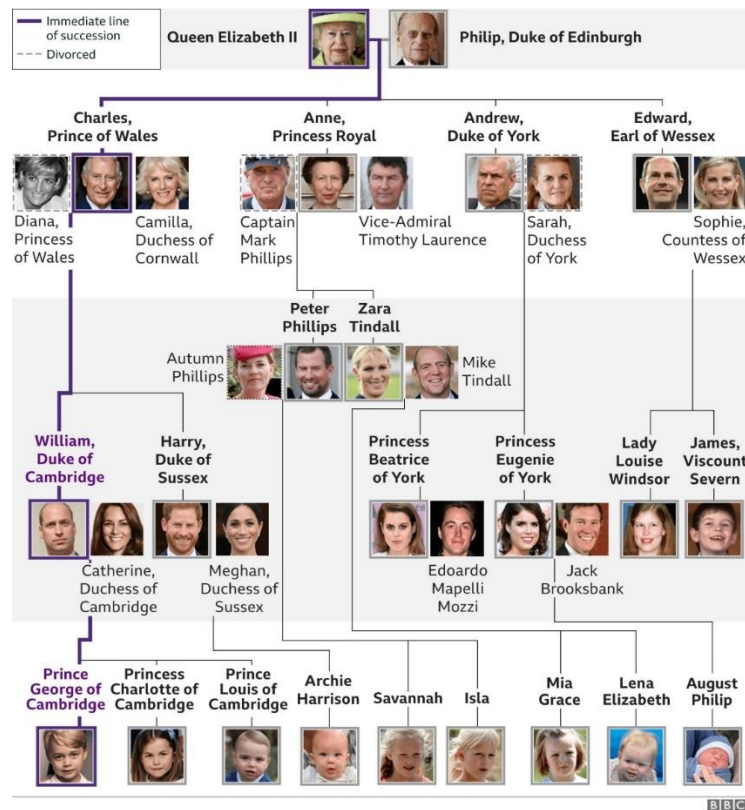 Immediate line
of succession
Divorced
Queen Elizabeth II
Philip, Duke of Edinburgh
Charles,
Prince of Wales
Anne,
Princess Royal
Andrew,
Duke of York
Edward,
Earl of Wessex
Diana,
Princess
of Wales
Camilla,
Duchess of
Cornwall
Captain
Mark
Phillips
Vice-Admiral
Timothy Laurence
Sarah,
Duchess
of York
Sophie,
Countess of
Wessex
Peter
Phillips
Zara
Tindall
Autumn
Phillips
Mike
Tindall
William,
Duke of
Cambridge
Harry,
Duke of
Sussex
Princess
Beatrice
of York
Princess
Eugenie
of York
Lady
Louise
Windsor
James,
Viscount
Severn
Catherine,
Duchess of
Cambridge
Meghan,
Duchess of
Sussex
Edoardo
Mapelli
Mozzi
Jack
Brooksbank
Prince
George of
Cambridge
Princess
Charlotte of
Cambridge
Prince
Louis of
Cambridge
Archie
Harrison
Savannah
Isla
Mia
Grace
Lena
Elizabeth
August
Philip
BBC